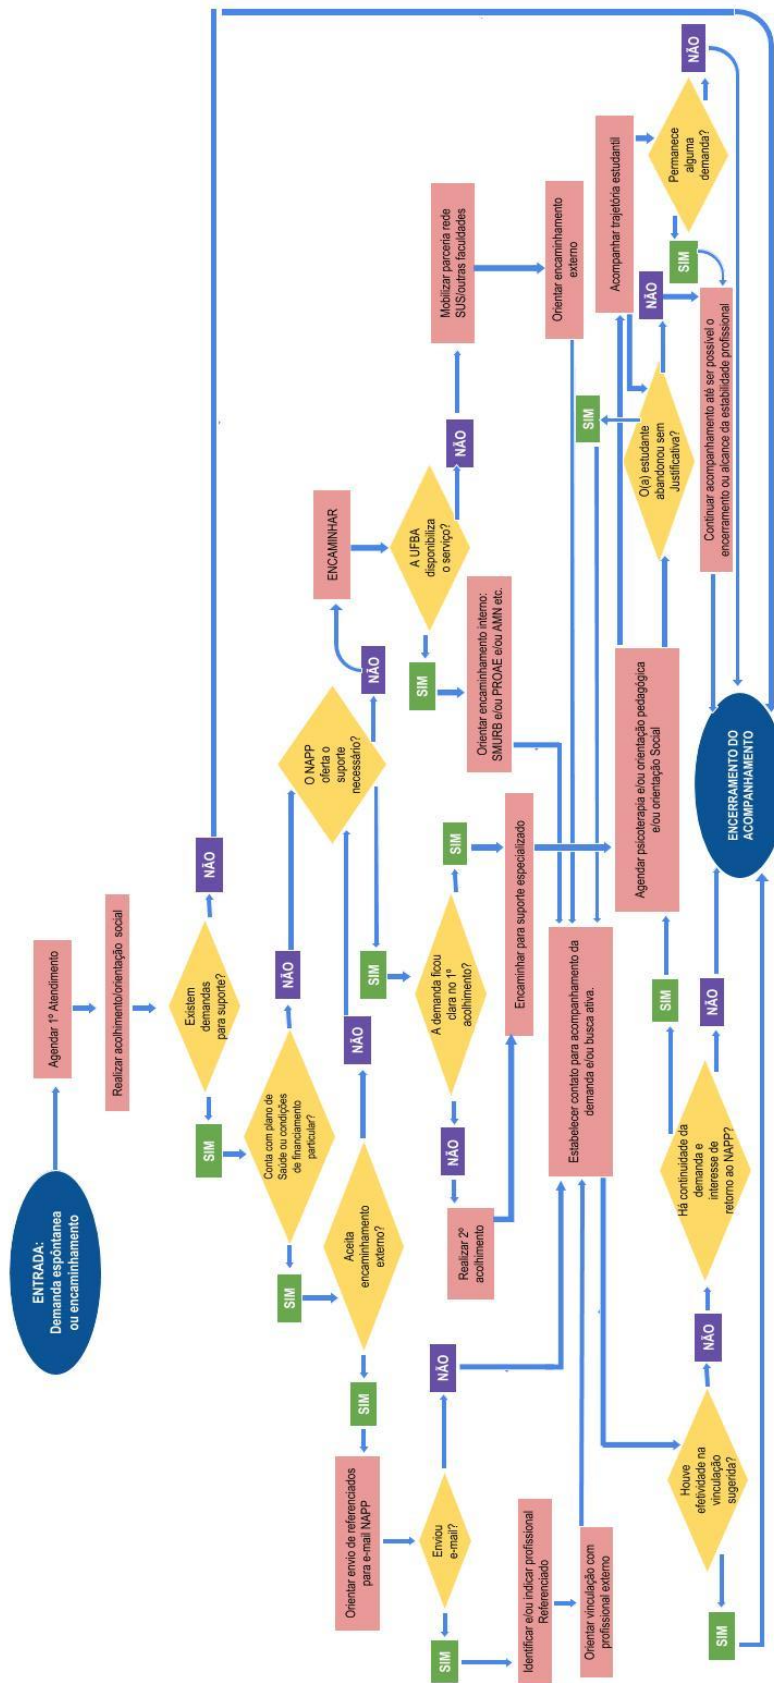 ENTRADA:
Demanda espôntanea
ou encaminhamento
Agendar 1º Atendimento
Realizar acolhimento/orientação social
Existem
demandas
para suporte?
NÃO
SIM
Conta com plano de
Saúde ou condições
de financiamento
particular?
NÃO
SIM
Aceita
encaminhamento
externo?
NÃO
SIM
O NAPP
oferta o
suporte
necessário?
NÃO
SIM
ENCAMINHAR
A UFBA
disponibiliza
o serviço?
NÃO
SIM
Mobilizar parceria rede
SUS/outras faculdades
Orientar encaminhamento
externo
Orientar encaminhamento interno:
SMURB e/ou PROAE e/ou AMN etc.
A demanda ficou
clara no 1º
acolhimento?
SIM
NÃO
Realizar 2º
acolhimento
Encaminhar para suporte especializado
Orientar envio de referenciados
para e-mail NAPP
Enviou
e-mail?
NÃO
SIM
Identificar e/ou indicar profissional
Referenciado
Orientar vinculação com
profissional externo
Estabelecer contato para acompanhamento da
demanda e/ou busca ativa.
Agendar psicoterapia e/ou orientação pedagógica
e/ou orientação Social
Acompanhar trajetória estudantil
O(a) estudante
abandonou sem
Justificativa?
SIM
NÃO
Permanece
alguma
demanda?
NÃO
SIM
Continuar acompanhamento até ser possível o
encerramento ou alcance da estabilidade profissional
Houve
efetividade na
vinculação
sugerida?
NÃO
SIM
Há continuidade da
demanda e
interesse de
retorno ao NAPP?
SIM
NÃO
ENCERRAMENTO DO
ACOMPANHAMENTO